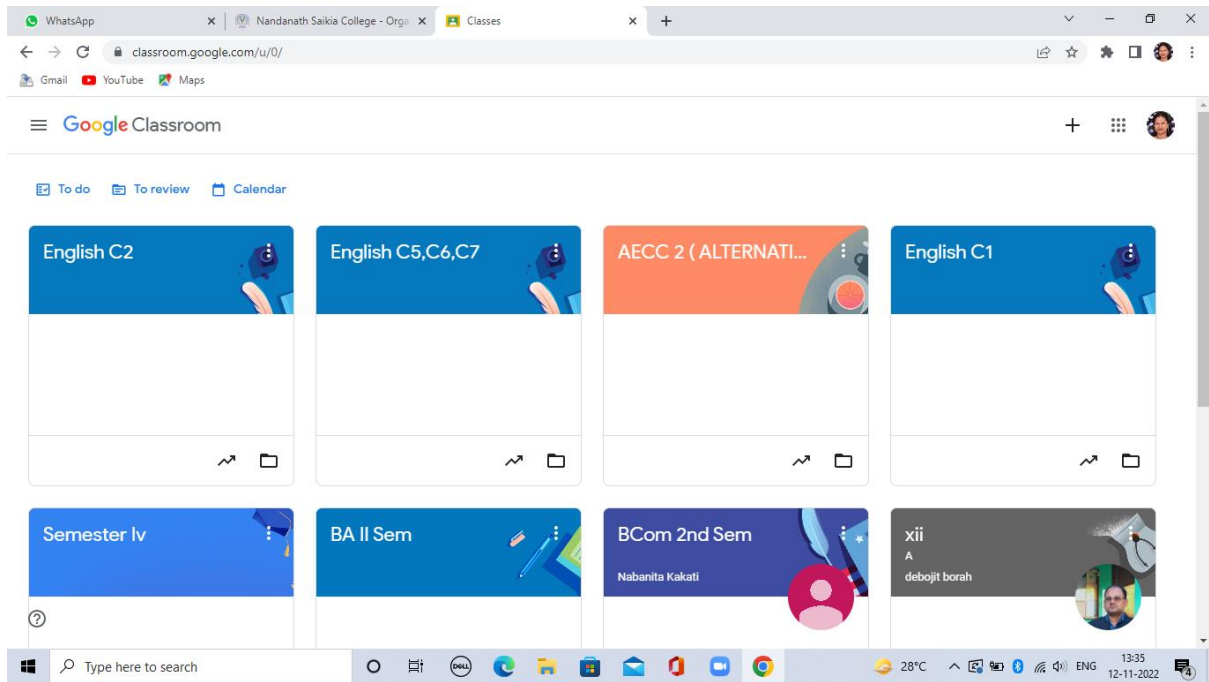 WhatsApp
Nandanath Saikia College - Orga
Classes
classroom.google.com/u/0/
Gmail YouTube Maps
Google Classroom
To do To review Calendar
English C2
English C5,C6,C7
AECC 2 ( ALTERNATI...
English C1
Semester Iv
BA II Sem
BCom 2nd Sem
Nabanita Kakati
xii
A
debojit borah
Type here to search
DELL
28°C
ENG
13:35
12-11-2022
4